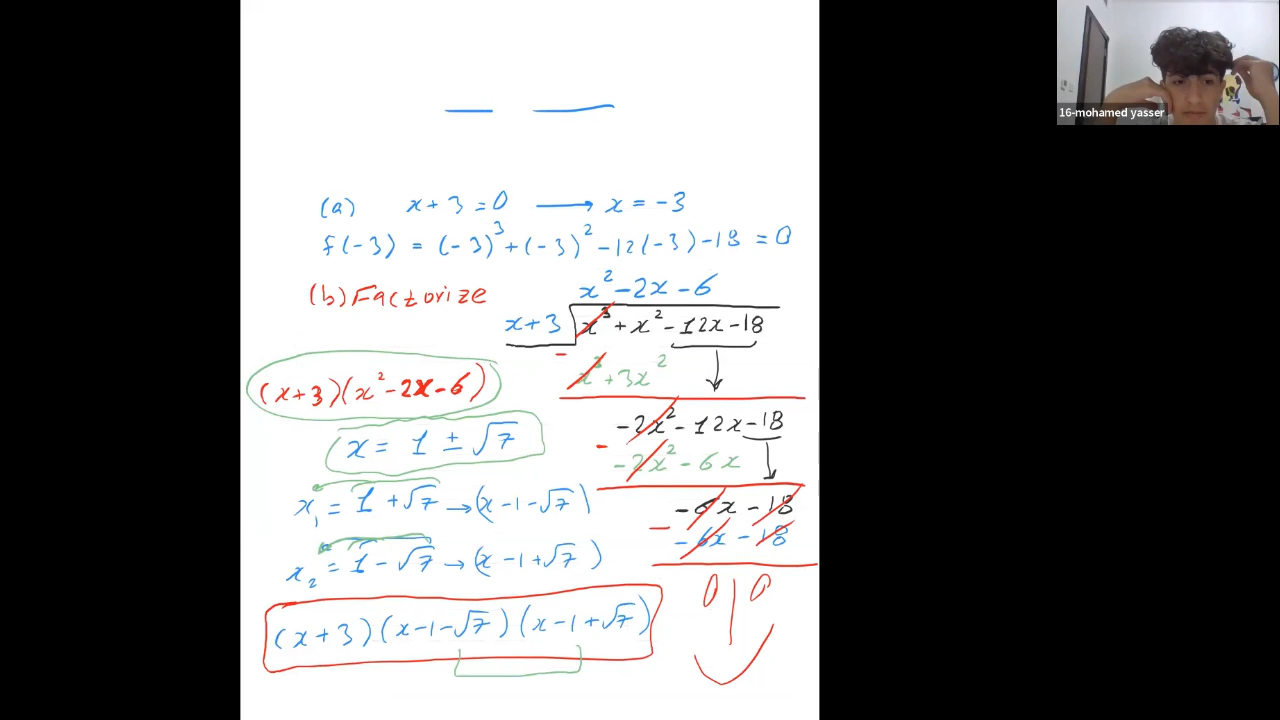 16-mohamed yasser
(a) x + 3 = 0 → x = -3
f(-3) = (-3)³ + (-3)² - 12(-3) - 18 = 0
(b) Factorize
x² - 2x - 6
x + 3
x³ + x² - 12x - 18
- x³ + 3x²
-2x² - 12x - 18
- -2x² - 6x
-6x - 18
- -6x - 18
0 | 0
(x + 3)(x² - 2x - 6)
x = 1 ± √7
x₁ = 1 + √7 → (x - 1 - √7)
x₂ = 1 - √7 → (x - 1 + √7)
(x + 3)(x - 1 - √7)(x - 1 + √7)